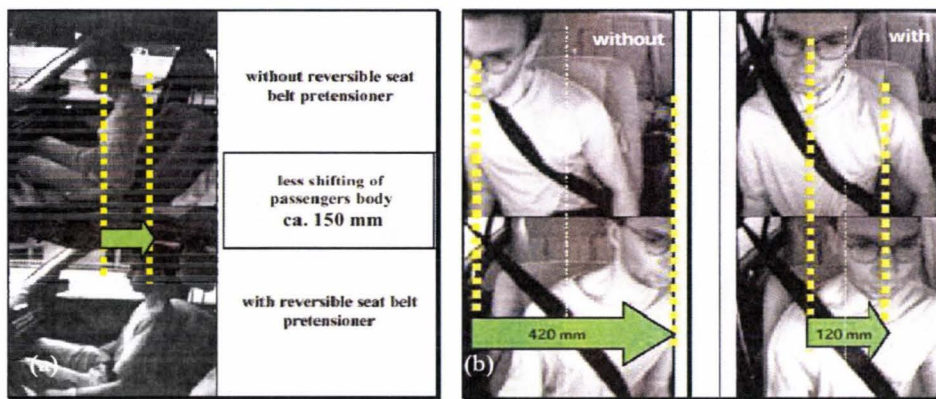 without reversible seat
belt pretensioner
less shifting of
passengers body
ca. 150 mm
with reversible seat belt
pretensioner
(a)
without
with
420 mm
120 mm
(b)